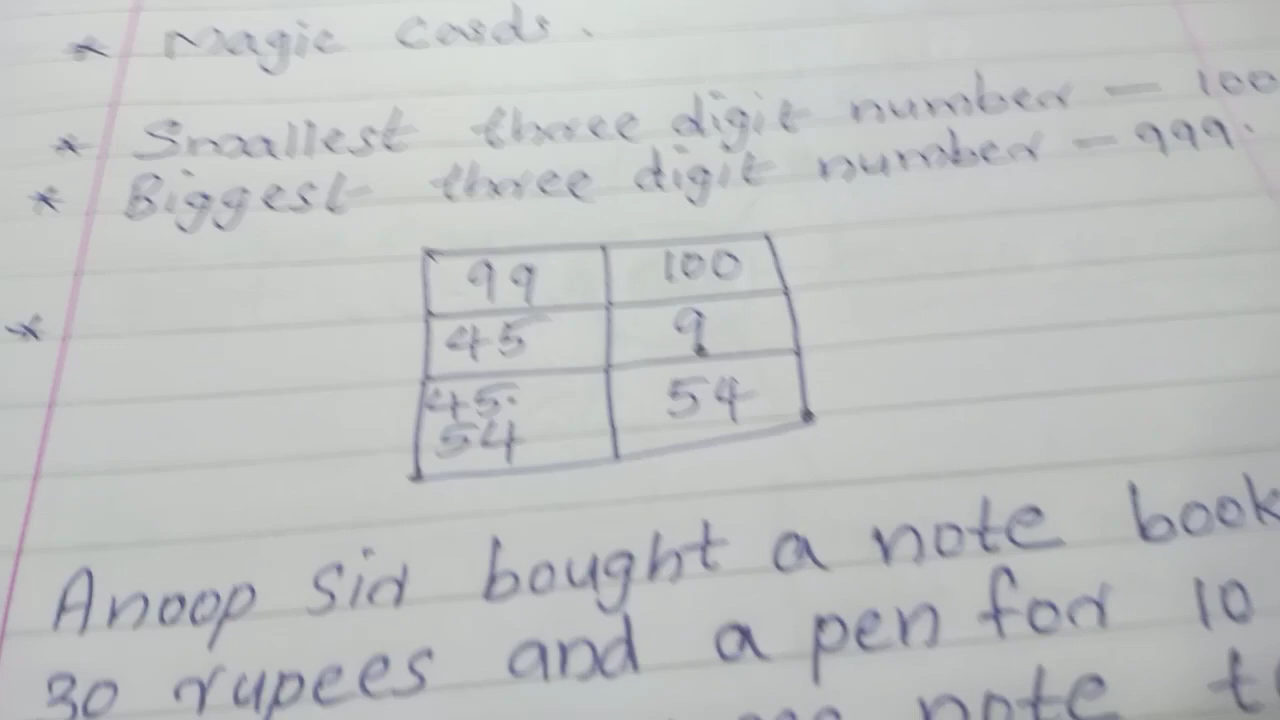 * Magic cards.
* Smallest three digit number - 100
* Biggest three digit number - 999.
*
99 100
45 9
45. 54
54
Anoop Sir bought a note book
30 rupees and a pen for 10
note